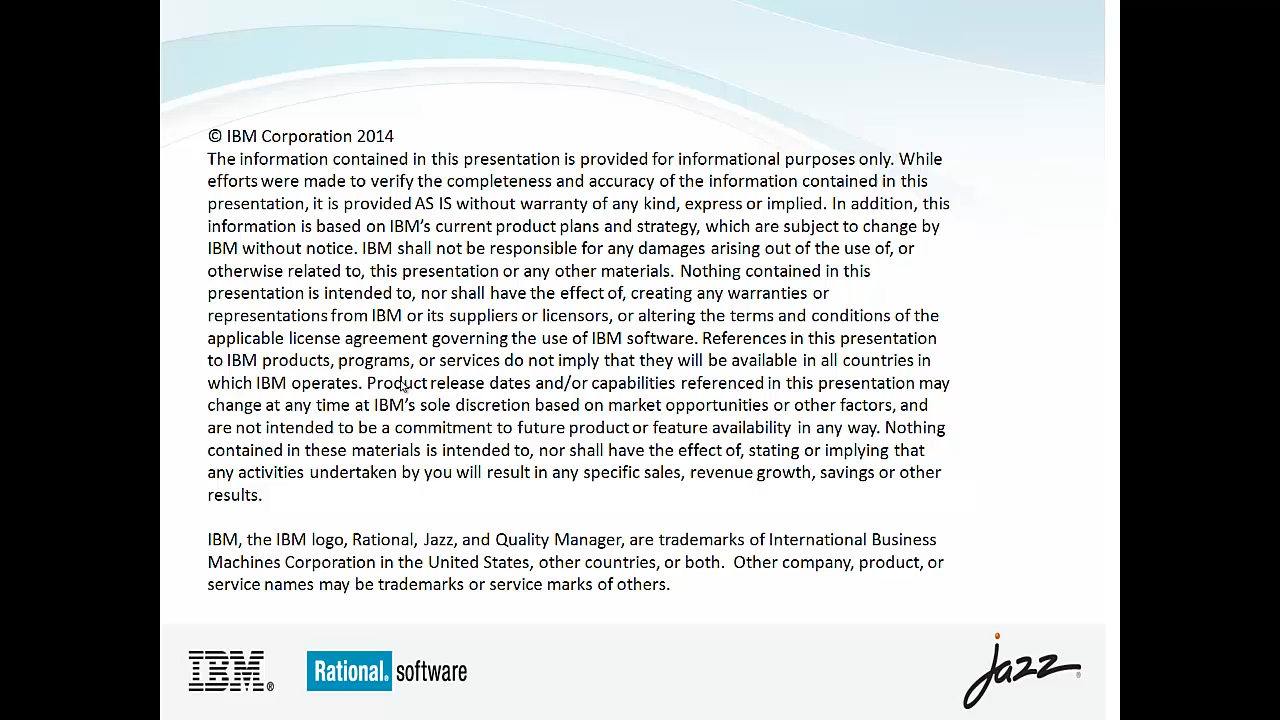 © IBM Corporation 2014
The information contained in this presentation is provided for informational purposes only. While
efforts were made to verify the completeness and accuracy of the information contained in this
presentation, it is provided AS IS without warranty of any kind, express or implied. In addition, this
information is based on IBM's current product plans and strategy, which are subject to change by
IBM without notice. IBM shall not be responsible for any damages arising out of the use of, or
otherwise related to, this presentation or any other materials. Nothing contained in this
presentation is intended to, nor shall have the effect of, creating any warranties or
representations from IBM or its suppliers or licensors, or altering the terms and conditions of the
applicable license agreement governing the use of IBM software. References in this presentation
to IBM products, programs, or services do not imply that they will be available in all countries in
which IBM operates. Product release dates and/or capabilities referenced in this presentation may
change at any time at IBM's sole discretion based on market opportunities or other factors, and
are not intended to be a commitment to future product or feature availability in any way. Nothing
contained in these materials is intended to, nor shall have the effect of, stating or implying that
any activities undertaken by you will result in any specific sales, revenue growth, savings or other
results.
IBM, the IBM logo, Rational, Jazz, and Quality Manager, are trademarks of International Business
Machines Corporation in the United States, other countries, or both. Other company, product, or
service names may be trademarks or service marks of others.
IBM® Rational. software jazz®